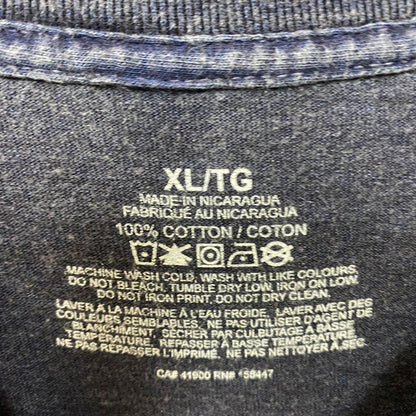 XL/TG
MADE IN NICARAGUA
FABRIQUÉ AU NICARAGUA
100% COTTON / COTON
MACHINE WASH COLD, WASH WITH LIKE COLOURS,
DO NOT BLEACH. TUMBLE DRY LOW. IRON ON LOW.
DO NOT IRON PRINT, DO NOT DRY CLEAN.
LAVER À LA MACHINE À L'EAU FROIDE. LAVER AVEC DES
COULEURS SEMBLABLES. NE PAS UTILISER D'AGENT DE
BLANCHIMENT. SÉCHER PAR CULBUTAGE À BASSE
TEMPÉRATURE. REPASSER À BASSE TEMPÉRATURE.
NE PAS REPASSER L'IMPRIMÉ. NE PAS NETTOYER À SEC.
CA# 41900 RN# 158447